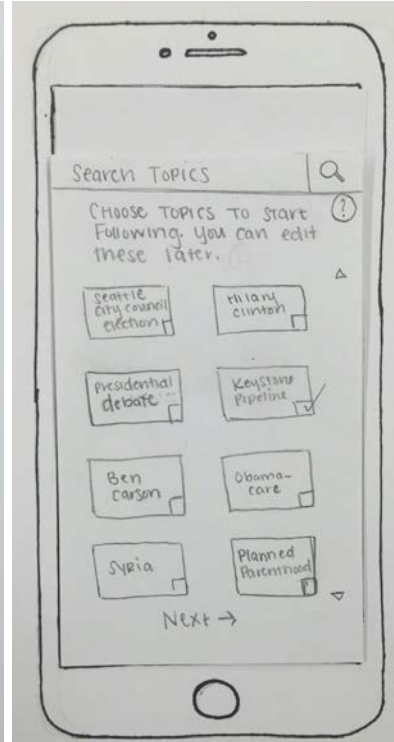 Search Topics
CHOOSE TOPICS TO start
Following. you can edit
these later.
?
Seattle
city council
election
Hilary
clinton
presidential
debate
Keystone
Pipeline
Ben
carson
Obama-
care
Syria
Planned
Parenthood
Next →